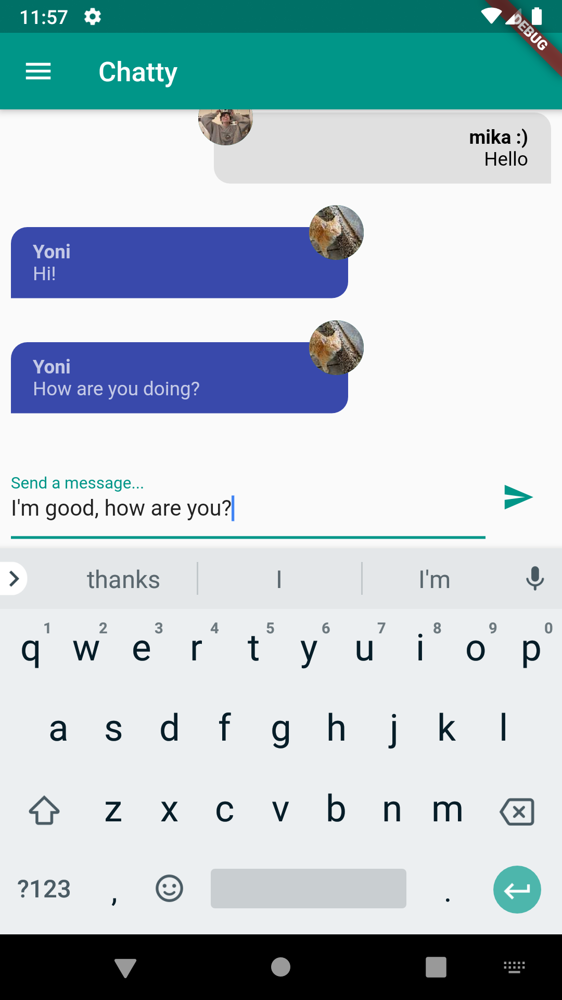 11:57
DEBUG
Chatty
mika :)
Hello
Yoni
Hi!
Yoni
How are you doing?
Send a message...
I'm good, how are you?
thanks I I'm
1 2 3 4 5 6 7 8 9 0
q w e r t y u i o p
a s d f g h j k l
z x c v b n m
?123 , .